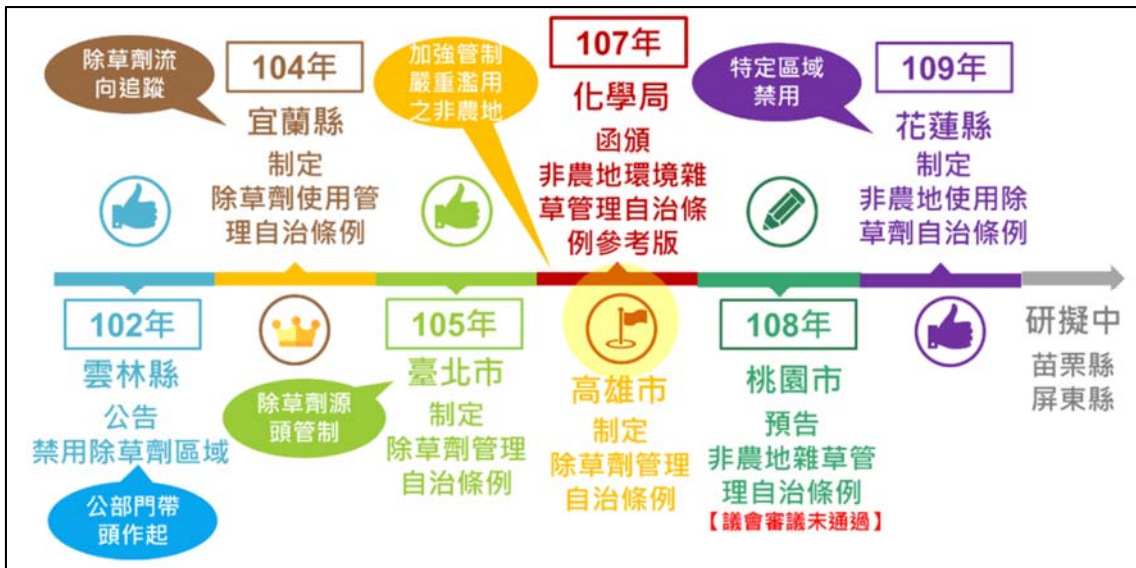 除草劑流
向追蹤
104年
宜蘭縣
制定
除草劑使用管
理自治條例
加強管制
嚴重濫用
之非農地
107年
化學局
函頒
非農地環境雜
草管理自治條
例參考版
特定區域
禁用
109年
花蓮縣
制定
非農地使用除
草劑自治條例
102年
雲林縣
公告
禁用除草劑區域
公部門帶
頭作起
除草劑源
頭管制
105年
臺北市
制定
除草劑管理
自治條例
高雄市
制定
除草劑管理
自治條例
108年
桃園市
預告
非農地雜草管
理自治條例
【議會審議未通過】
研擬中
苗栗縣
屏東縣